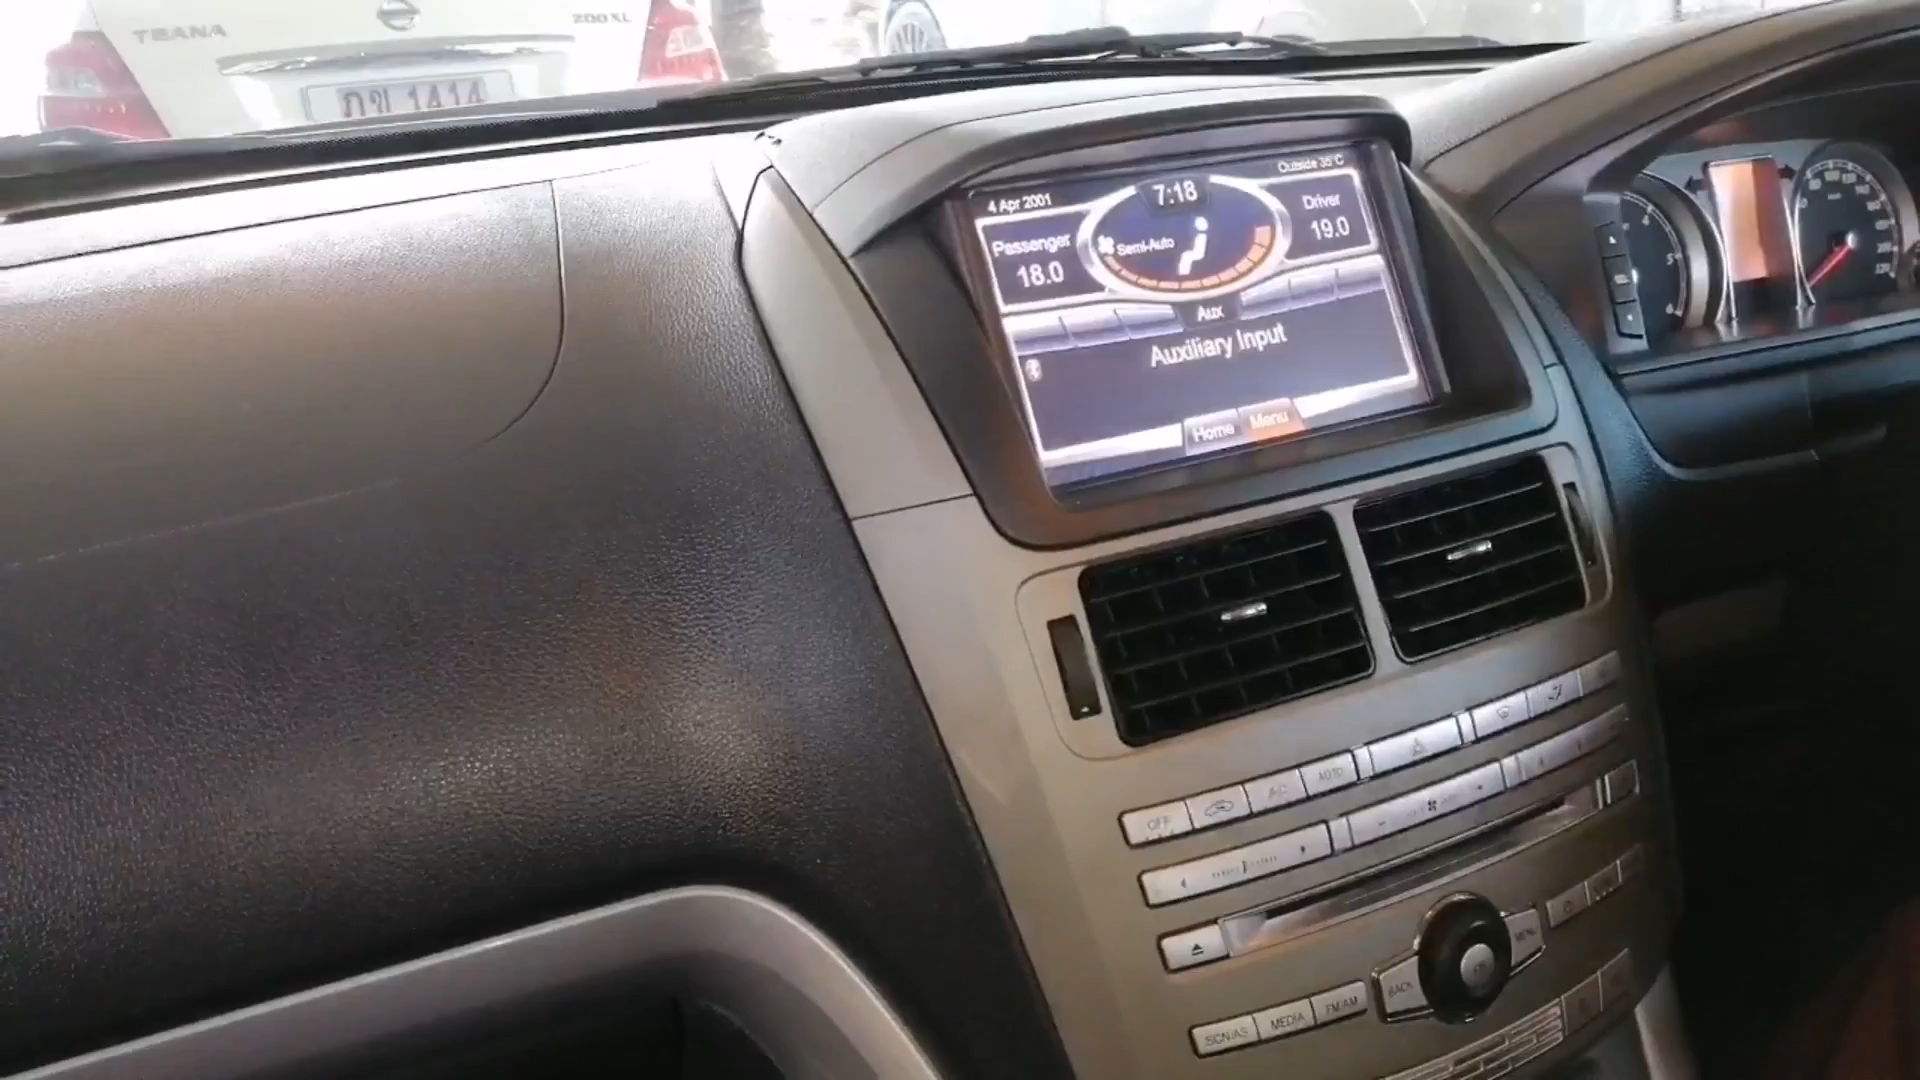 TEANA
200 XL
กข 1414
Outside 35°C
4 Apr 2001
7:18
Driver
19.0
Passenger
18.0
Semi-Auto
Aux
Auxiliary Input
Home
Menu
OFF
A/C
AUTO
MENU
BACK
SCN/AS
MEDIA
FM/AM